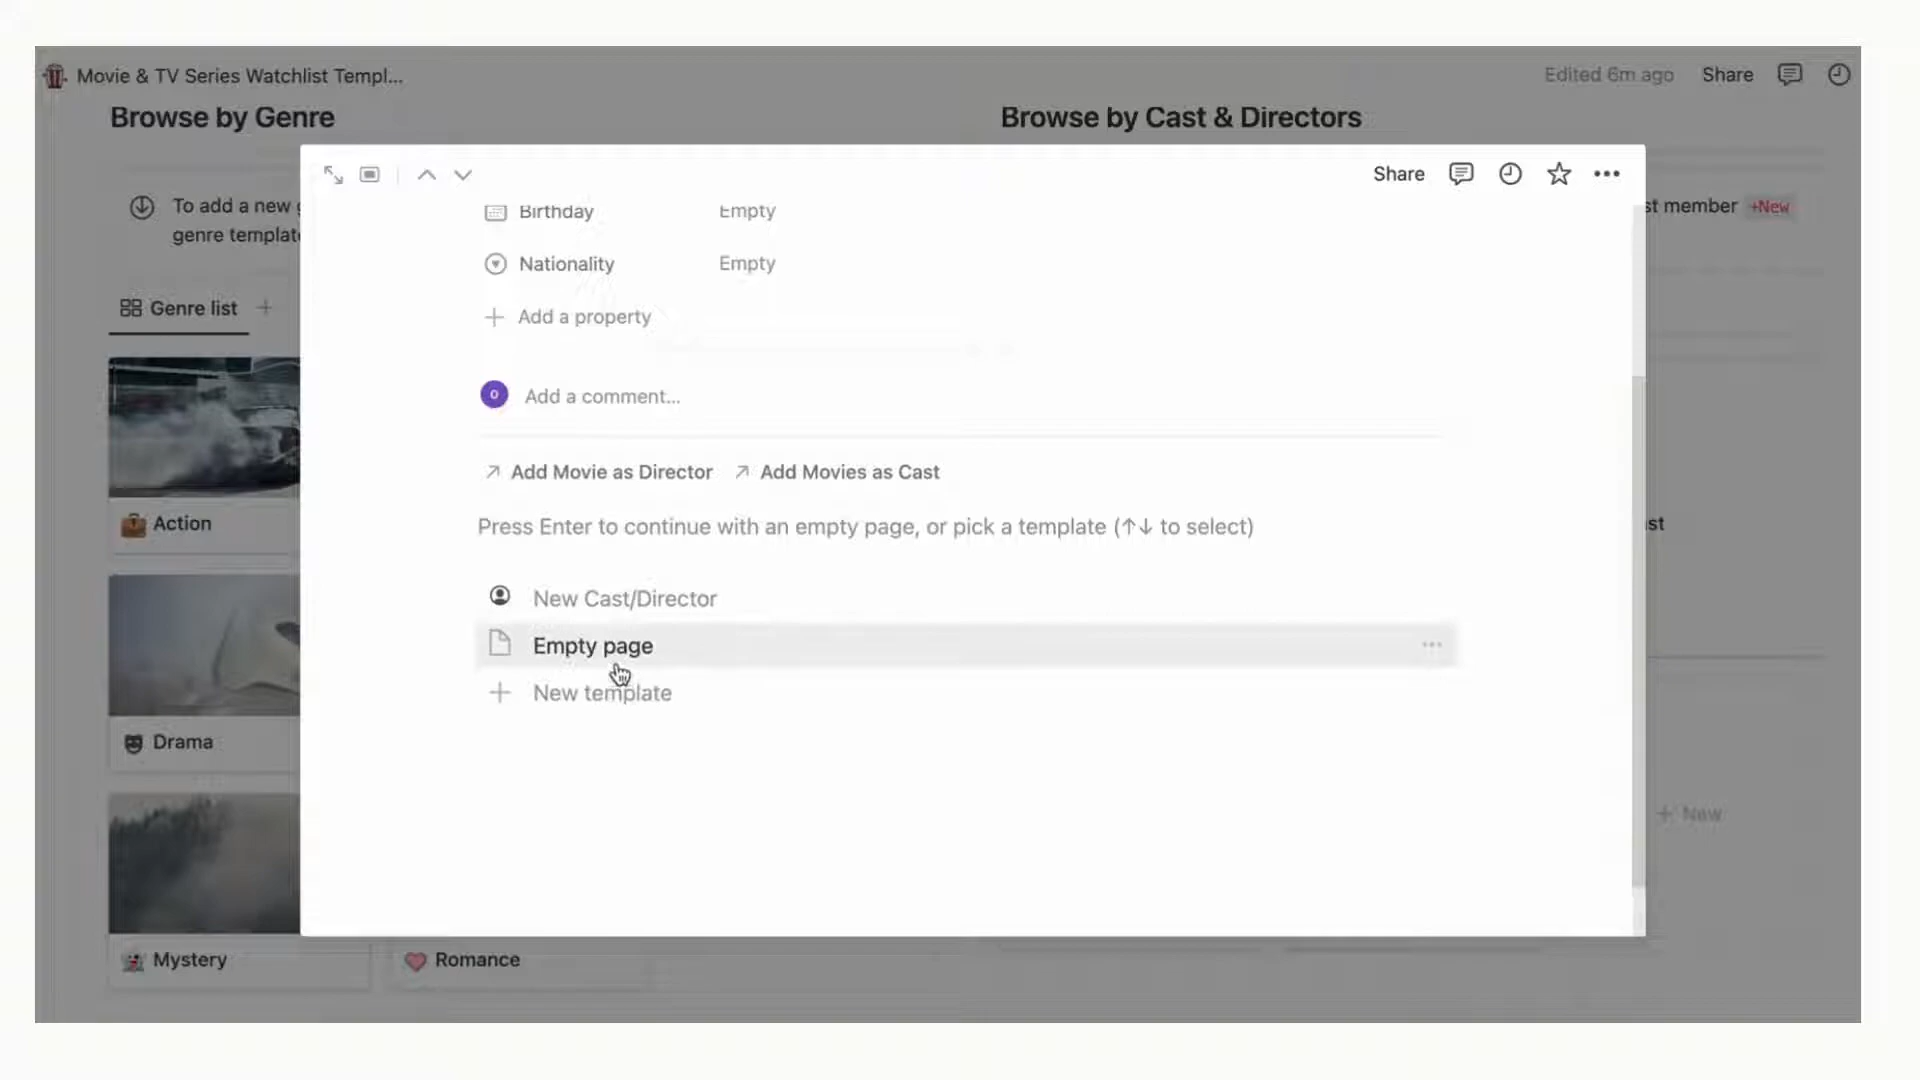 Movie & TV Series Watchlist Templ...
Edited 6m ago
Share
Browse by Genre
Browse by Cast & Directors
Share
To add a new
genre
st member +New
Birthday
Empty
Nationality
Empty
Genre list
Add a property
Add a comment...
Add Movie as Director
Add Movies as Cast
Press Enter to continue with an empty page, or pick a template (↑↓ to select)
Action
New Cast/Director
Empty page
New template
Drama
+ New
Mystery
Romance